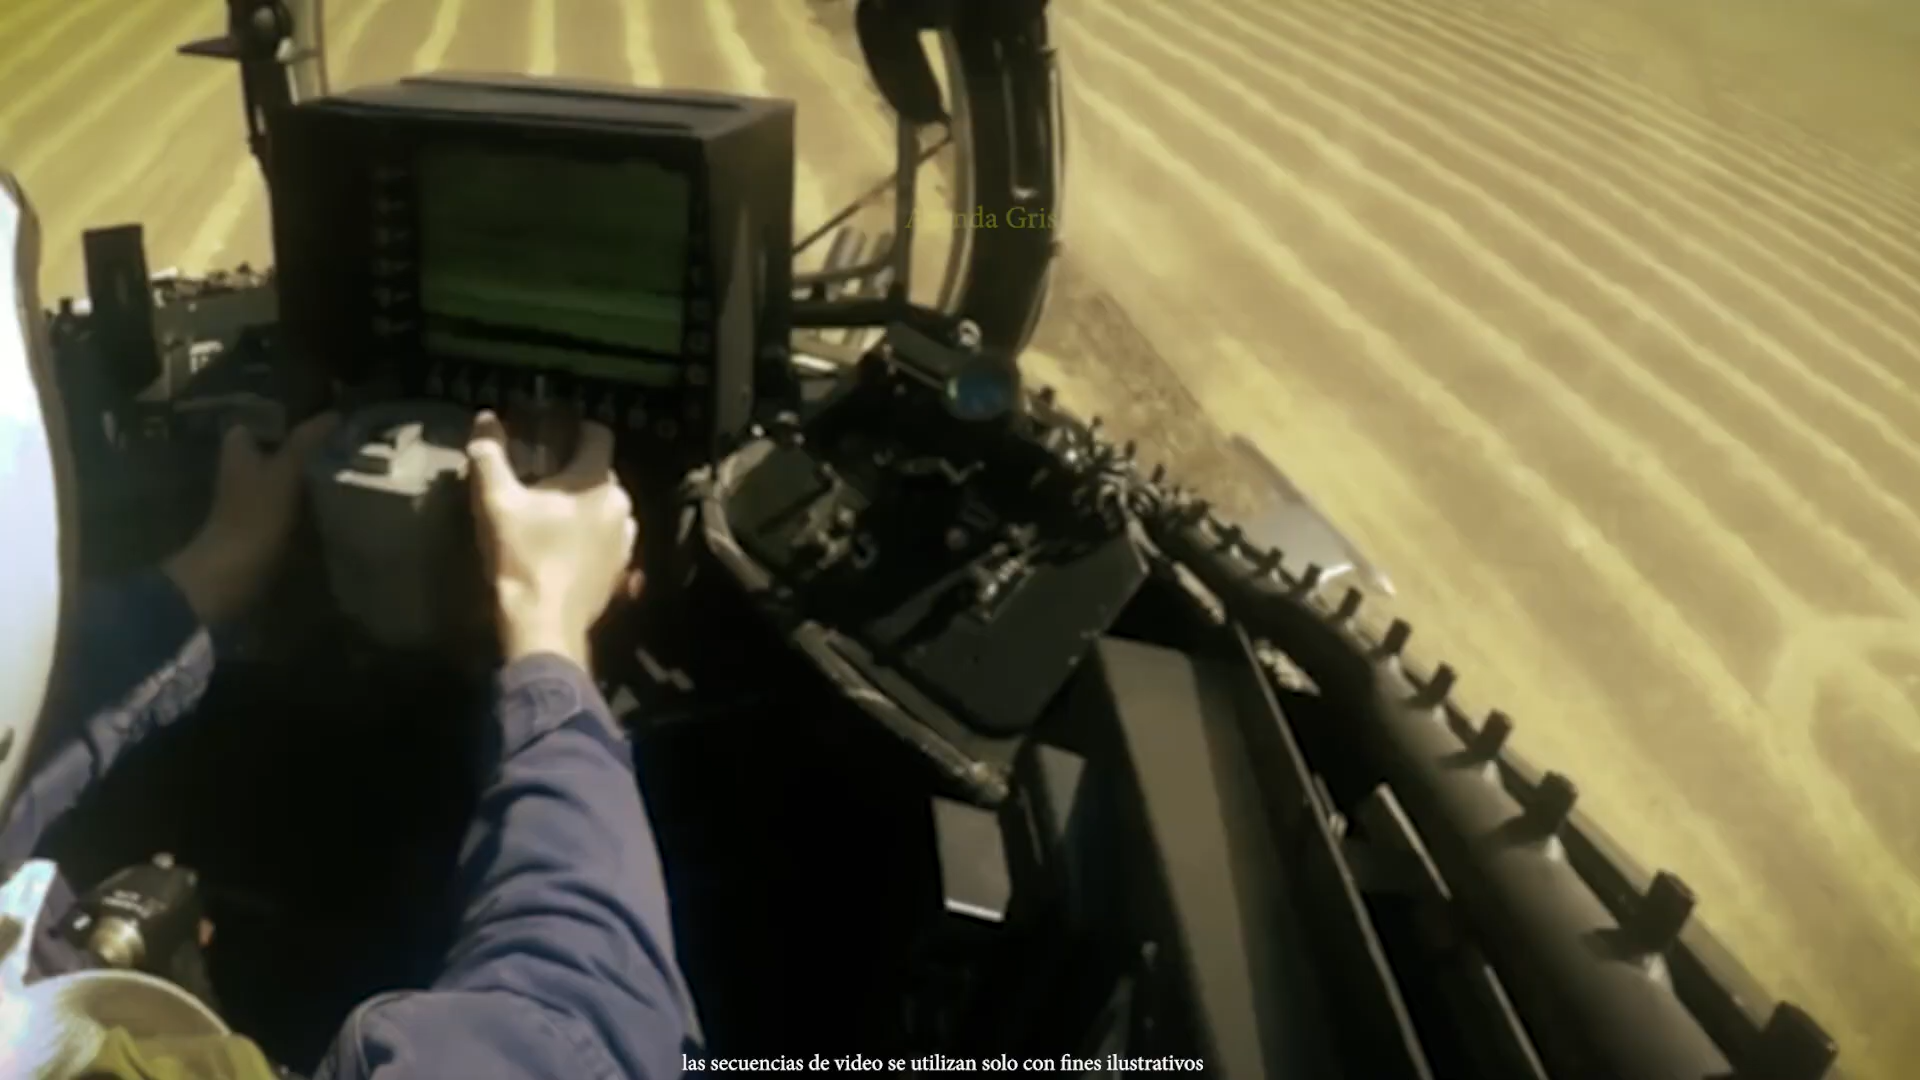 las secuencias de video se utilizan solo con fines ilustrativos